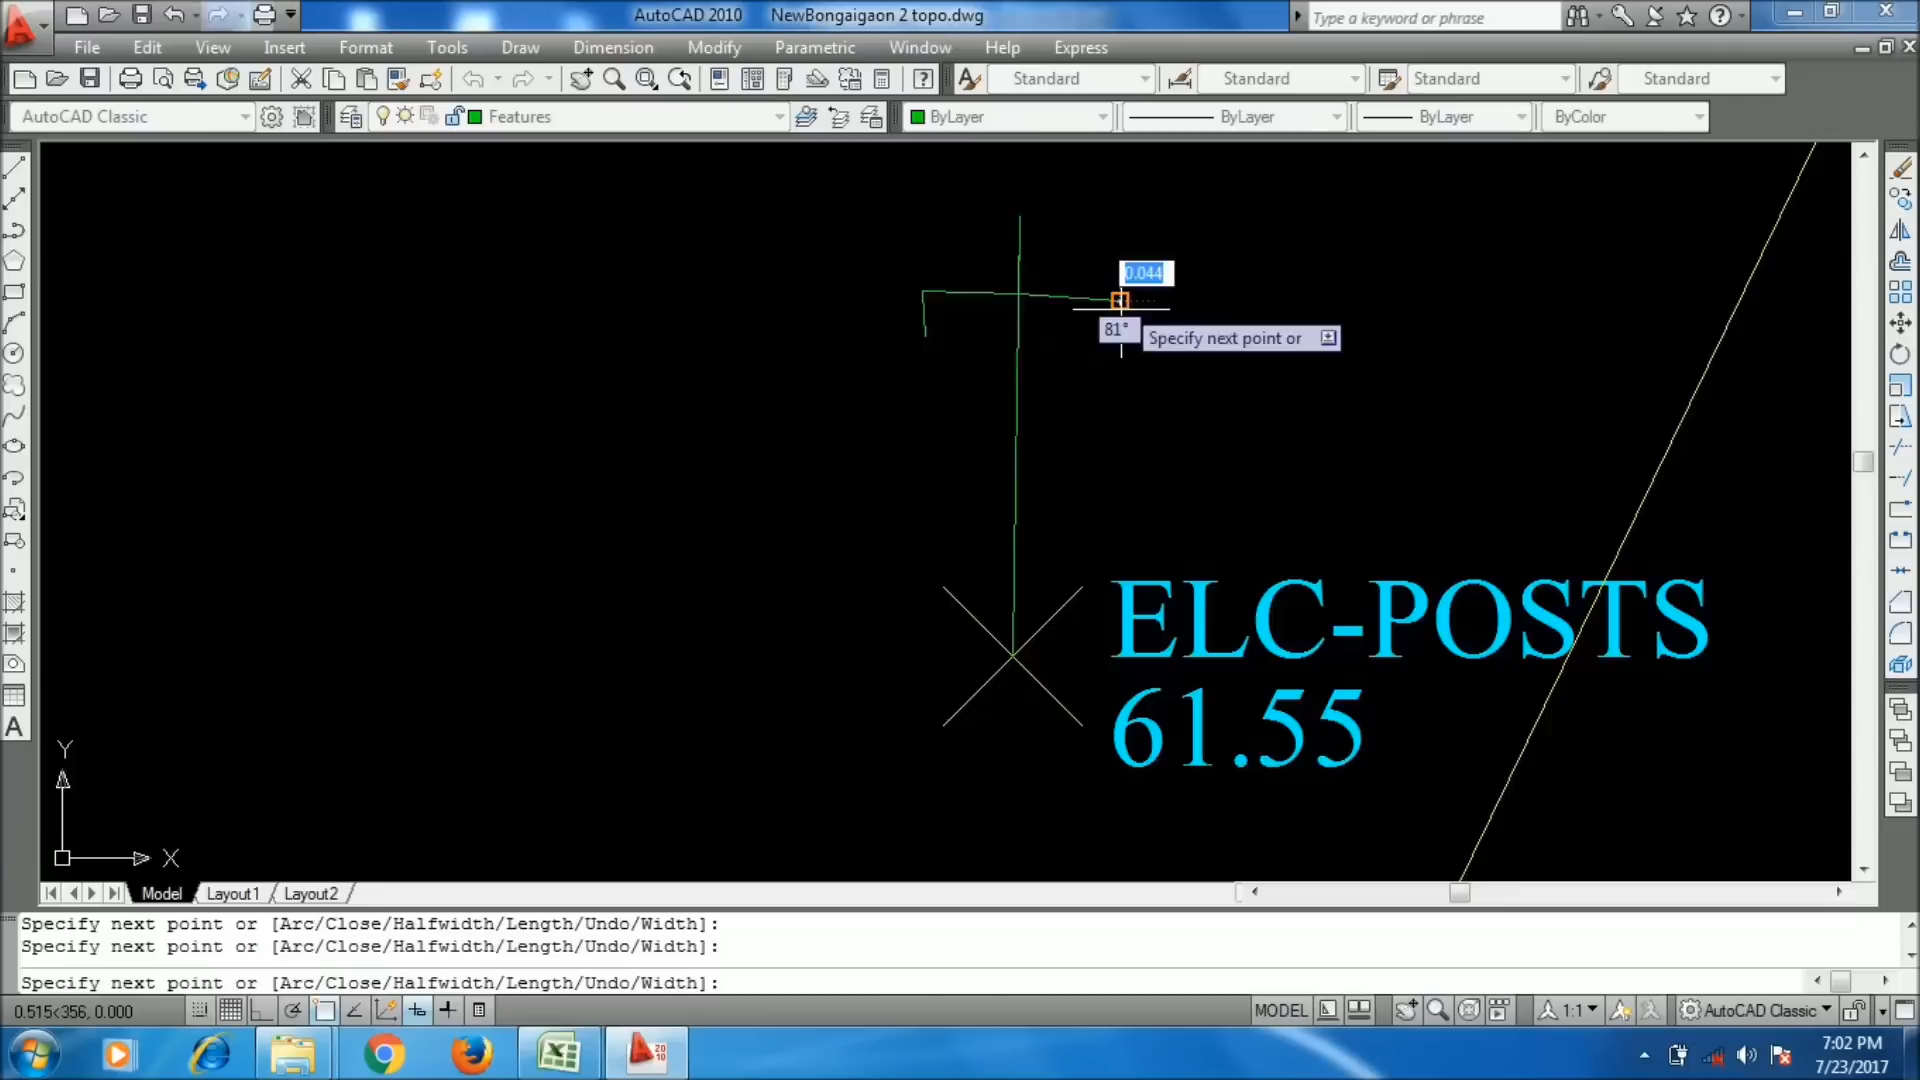 AutoCAD 2010 NewBongaigaon 2 topo.dwg
Type a keyword or phrase
File Edit View Insert Format Tools Draw Dimension Modify Parametric Window Help Express
Standard Standard Standard Standard
AutoCAD Classic Features ByLayer ByLayer ByLayer ByColor
0.044
81° Specify next point or
ELC-POSTS
61.55
Y
X
A
Model Layout1 Layout2
Specify next point or [Arc/Close/Halfwidth/Length/Undo/Width]:
Specify next point or [Arc/Close/Halfwidth/Length/Undo/Width]:
Specify next point or [Arc/Close/Halfwidth/Length/Undo/Width]:
0.515<356, 0.000 MODEL 1:1 AutoCAD Classic
7:02 PM
7/23/2017